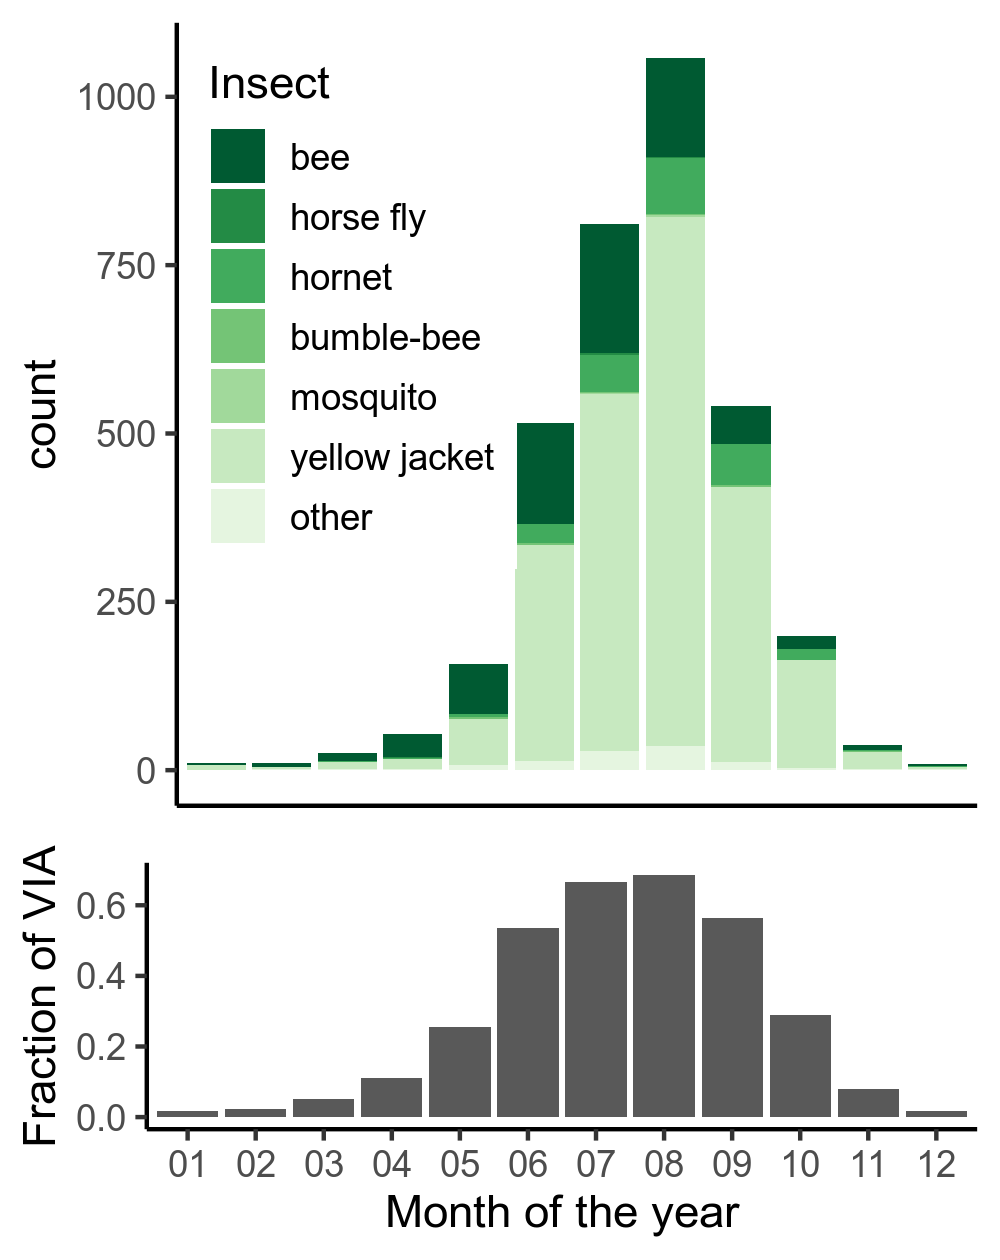 Insect
bee
horse fly
hornet
bumble-bee
mosquito
yellow jacket
other
count
1000
750
500
250
0
Fraction of VIA
0.6
0.4
0.2
0.0
01 02 03 04 05 06 07 08 09 10 11 12
Month of the year